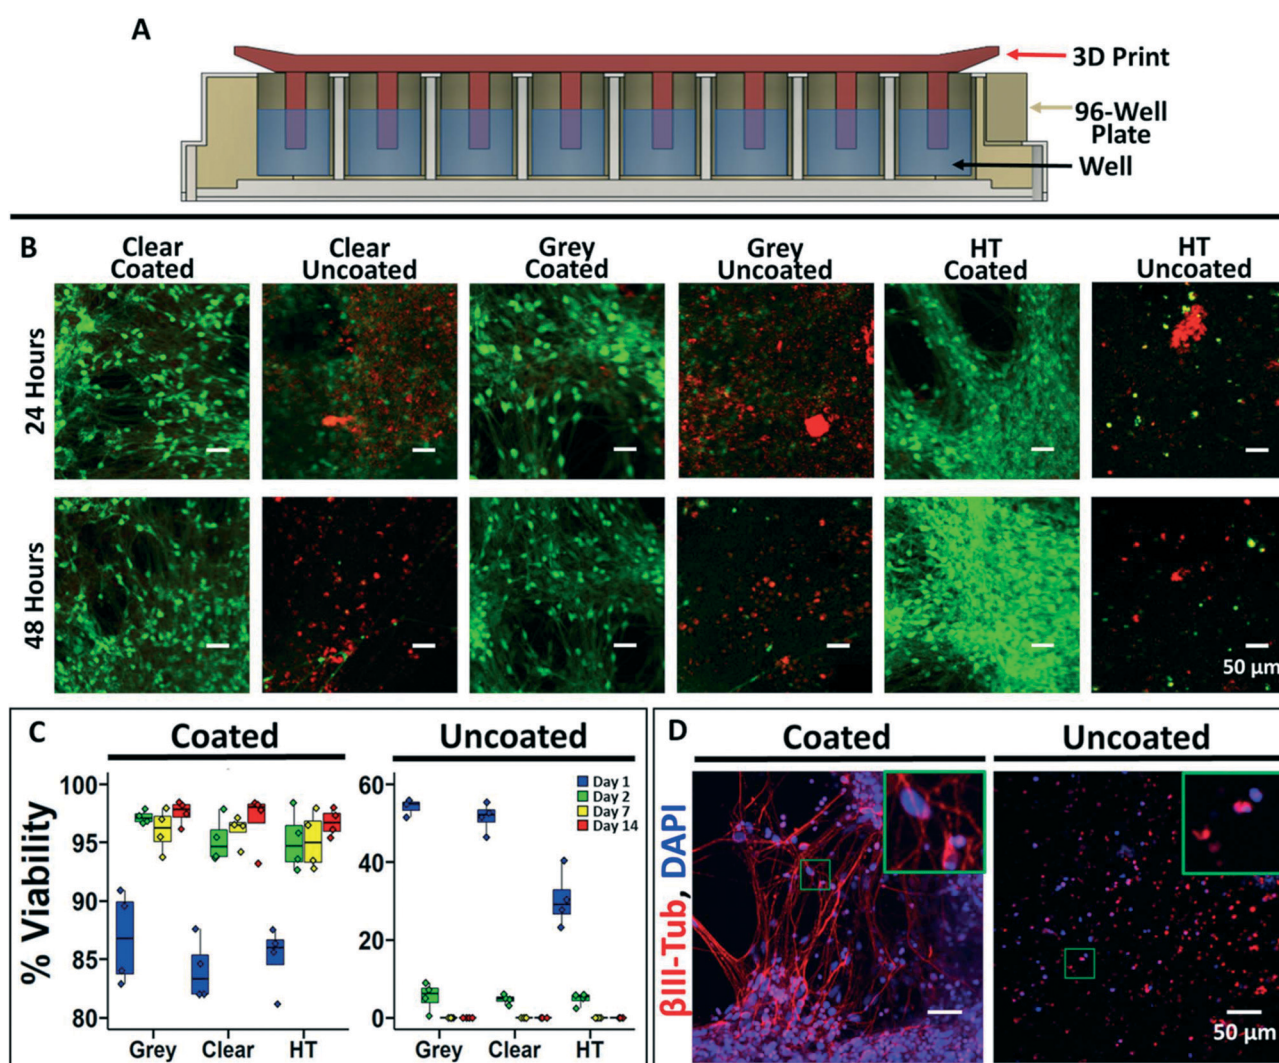 A
3D Print
96-Well
Plate
Well
B
Clear
Coated
Clear
Uncoated
Grey
Coated
Grey
Uncoated
HT
Coated
HT
Uncoated
24 Hours
48 Hours
50 µm
C
Coated
Uncoated
% Viability
100
95
90
85
80
60
40
20
0
Day 1
Day 2
Day 7
Day 14
Grey Clear HT
Grey Clear HT
D
Coated
Uncoated
βIII-Tub, DAPI
50 µm